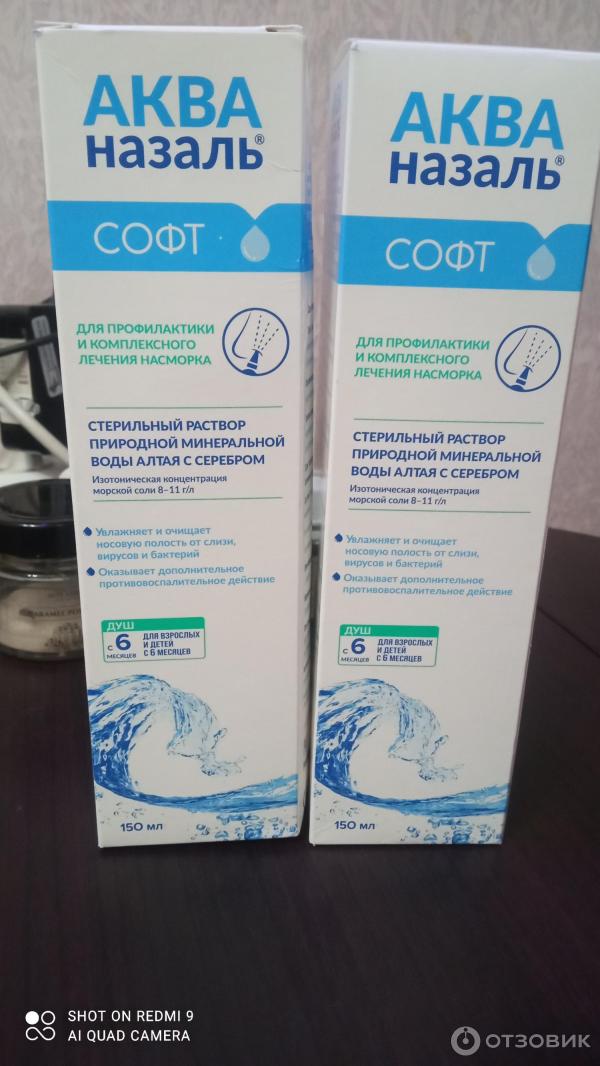 АКВА
назаль®
СОФТ
ДЛЯ ПРОФИЛАКТИКИ
И КОМПЛЕКСНОГО
ЛЕЧЕНИЯ НАСМОРКА
СТЕРИЛЬНЫЙ РАСТВОР
ПРИРОДНОЙ МИНЕРАЛЬНОЙ
ВОДЫ АЛТАЯ С СЕРЕБРОМ
Изотоническая концентрация
морской соли 8–11 г/л
Увлажняет и очищает
носовую полость от слизи,
вирусов и бактерий
Оказывает дополнительное
противовоспалительное действие
ДУШ
с 6 МЕСЯЦЕВ
ДЛЯ ВЗРОСЛЫХ
И ДЕТЕЙ
С 6 МЕСЯЦЕВ
150 мл
АКВА
назаль®
СОФТ
ДЛЯ ПРОФИЛАКТИКИ
И КОМПЛЕКСНОГО
ЛЕЧЕНИЯ НАСМОРКА
СТЕРИЛЬНЫЙ РАСТВОР
ПРИРОДНОЙ МИНЕРАЛЬНОЙ
ВОДЫ АЛТАЯ С СЕРЕБРОМ
Изотоническая концентрация
морской соли 8–11 г/л
Увлажняет и очищает
носовую полость от слизи,
вирусов и бактерий
Оказывает дополнительное
противовоспалительное действие
ДУШ
с 6 МЕСЯЦЕВ
ДЛЯ ВЗРОСЛЫХ
И ДЕТЕЙ
С 6 МЕСЯЦЕВ
150 мл
SHOT ON REDMI 9
AI QUAD CAMERA
ОТЗОВИК